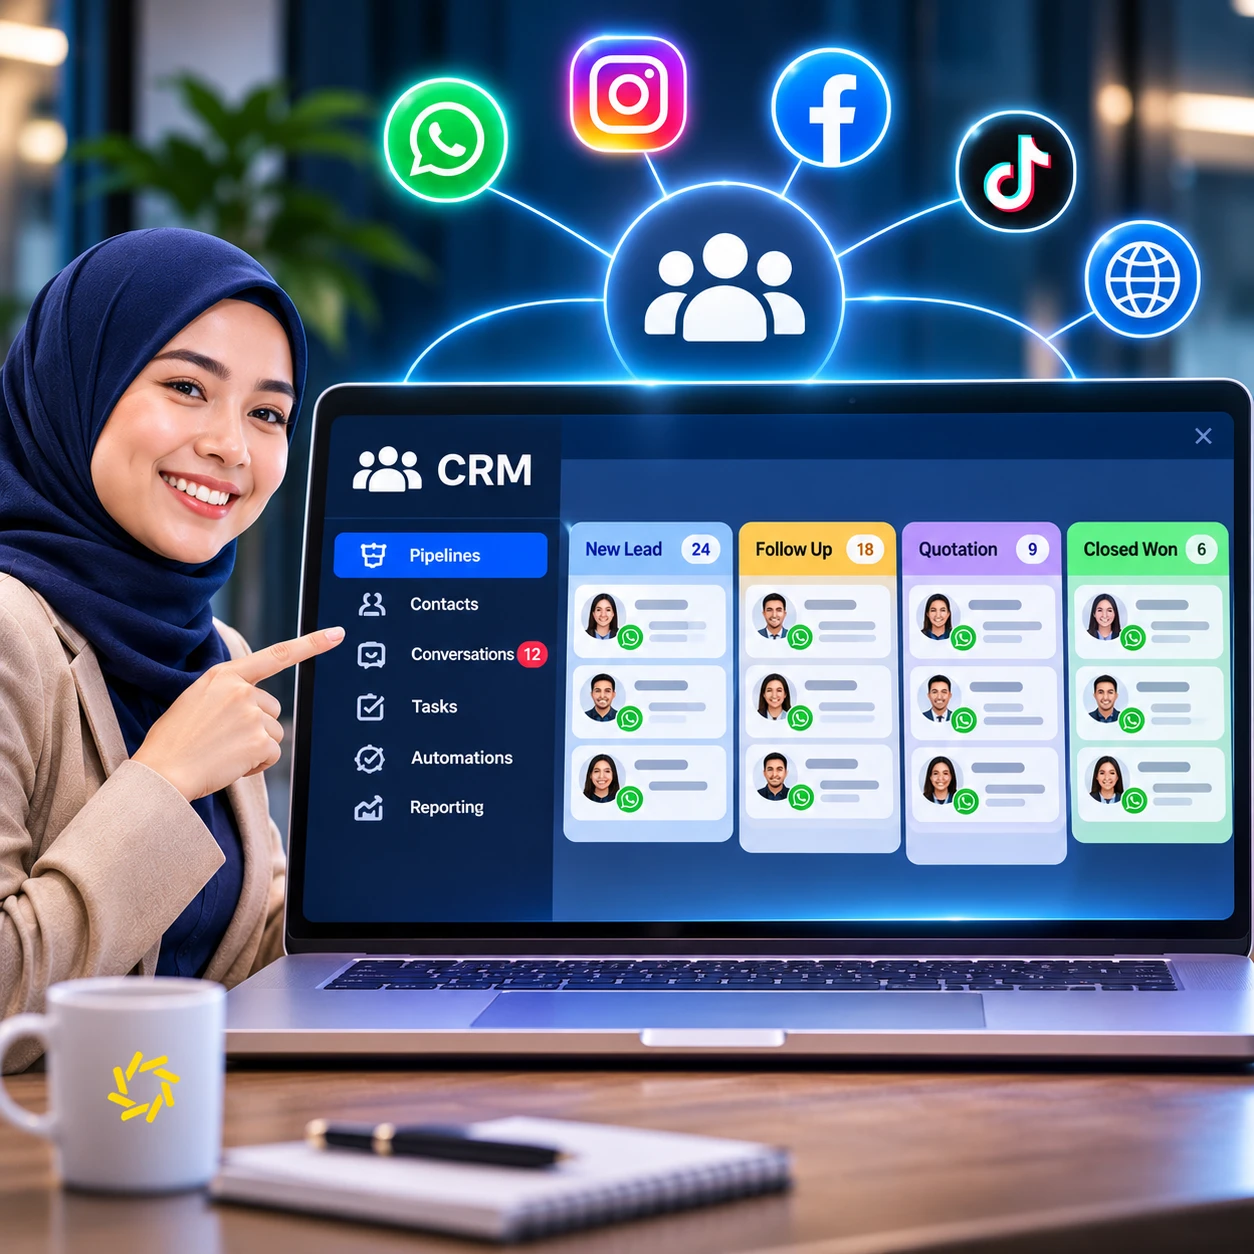 CRM
Pipelines
Contacts
Conversations 12
Tasks
Automations
Reporting
New Lead 24
Follow Up 18
Quotation 9
Closed Won 6